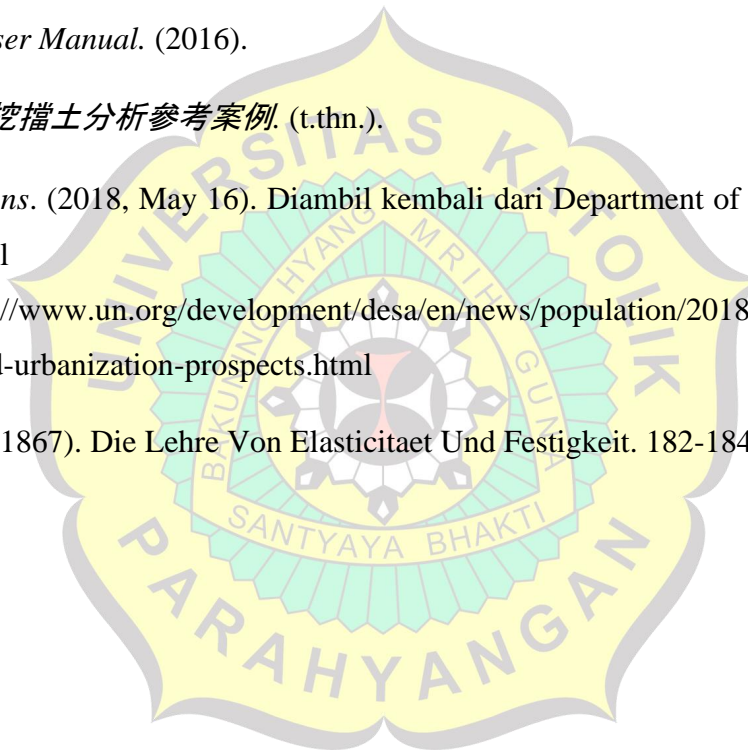 ser Manual. (2016).
挖擋土分析參考案例. (t.thn.).
ns. (2018, May 16). Diambil kembali dari Department of
l
//www.un.org/development/desa/en/news/population/2018
d-urbanization-prospects.html
1867). Die Lehre Von Elasticitaet Und Festigkeit. 182-184
UNIVERSITAS KATOLIK
PARAHYANGAN
BAKUNING HYANG MRIH GUNA
SANTYAYA BHAKTI